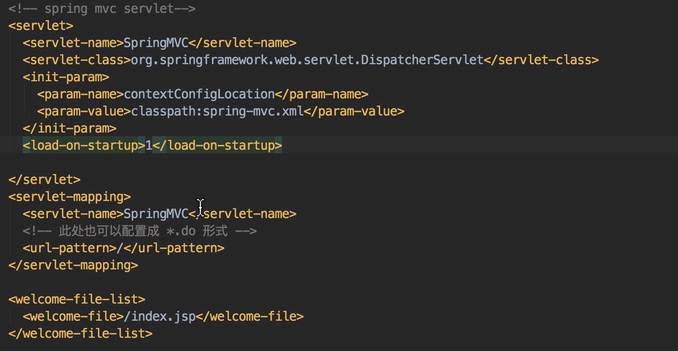 <!-- spring mvc servlet-->
<servlet>
<servlet-name>SpringMVC</servlet-name>
<servlet-class>org.springframework.web.servlet.DispatcherServlet</servlet-class>
<init-param>
<param-name>contextConfigLocation</param-name>
<param-value>classpath:spring-mvc.xml</param-value>
</init-param>
<load-on-startup>1</load-on-startup>
</servlet>
<servlet-mapping>
<servlet-name>SpringMVC</servlet-name>
<!-- 此处也可以配置成 *.do 形式 -->
<url-pattern>/</url-pattern>
</servlet-mapping>
<welcome-file-list>
<welcome-file>/index.jsp</welcome-file>
</welcome-file-list>